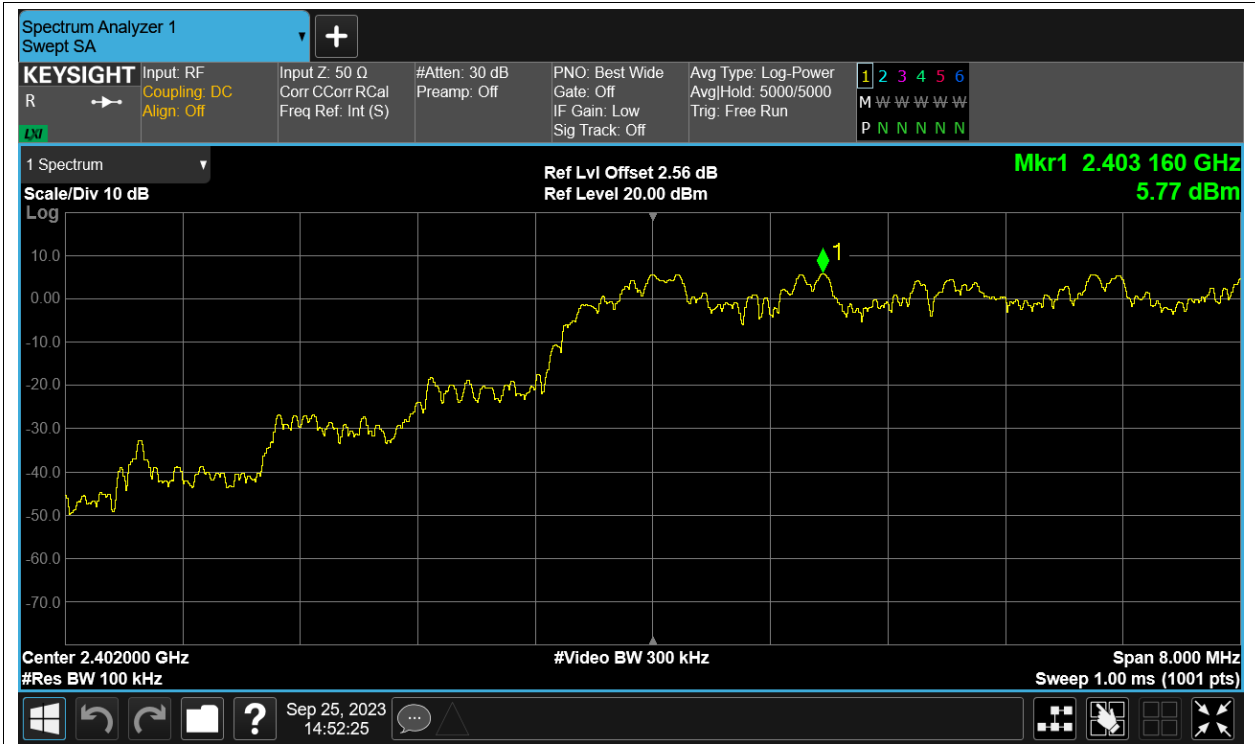 Spectrum Analyzer 1
Swept SA
KEYSIGHT
R
LXI
Input: RF
Coupling: DC
Align: Off
Input Z: 50 Ω
Corr CCorr RCal
Freq Ref: Int (S)
#Atten: 30 dB
Preamp: Off
PNO: Best Wide
Gate: Off
IF Gain: Low
Sig Track: Off
Avg Type: Log-Power
Avg|Hold: 5000/5000
Trig: Free Run
1 2 3 4 5 6
M W W W W W
P N N N N N
1 Spectrum
Scale/Div 10 dB
Log
Ref Lvl Offset 2.56 dB
Ref Level 20.00 dBm
Mkr1 2.403 160 GHz
5.77 dBm
1
10.0
0.00
-10.0
-20.0
-30.0
-40.0
-50.0
-60.0
-70.0
Center 2.402000 GHz
#Res BW 100 kHz
#Video BW 300 kHz
Span 8.000 MHz
Sweep 1.00 ms (1001 pts)
?
Sep 25, 2023
14:52:25